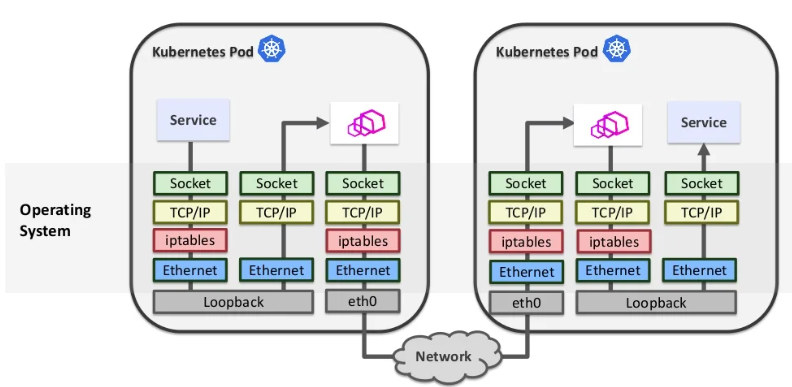 Kubernetes Pod
Kubernetes Pod
Service
Service
Operating
System
Socket Socket Socket Socket Socket Socket
TCP/IP TCP/IP TCP/IP TCP/IP TCP/IP TCP/IP
iptables iptables iptables iptables
Ethernet Ethernet Ethernet Ethernet Ethernet Ethernet
Loopback eth0 eth0 Loopback
Network